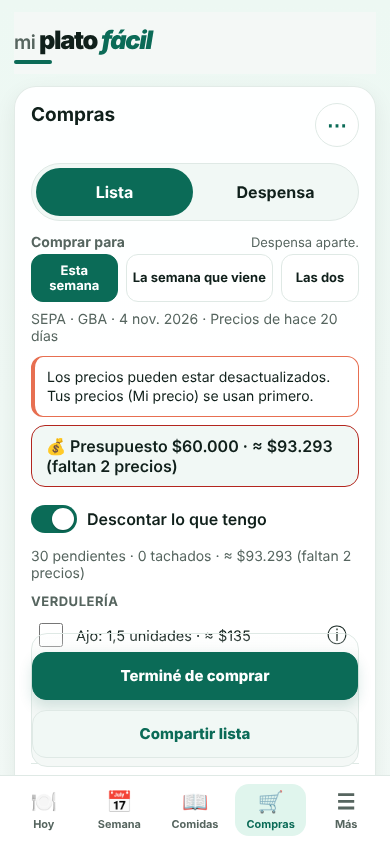 mi plato fácil
Compras
Lista
Despensa
Comprar para
Despensa aparte.
Esta
semana
La semana que viene
Las dos
SEPA · GBA · 4 nov. 2026 · Precios de hace 20
días
Los precios pueden estar desactualizados.
Tus precios (Mi precio) se usan primero.
💰 Presupuesto $60.000 · ≈ $93.293
(faltan 2 precios)
Descontar lo que tengo
30 pendientes · 0 tachados · ≈ $93.293 (faltan 2
precios)
VERDULERÍA
Ajo: 1,5 unidades · ≈ $135
Terminé de comprar
Compartir lista
Hoy
Semana
Comidas
Compras
Más